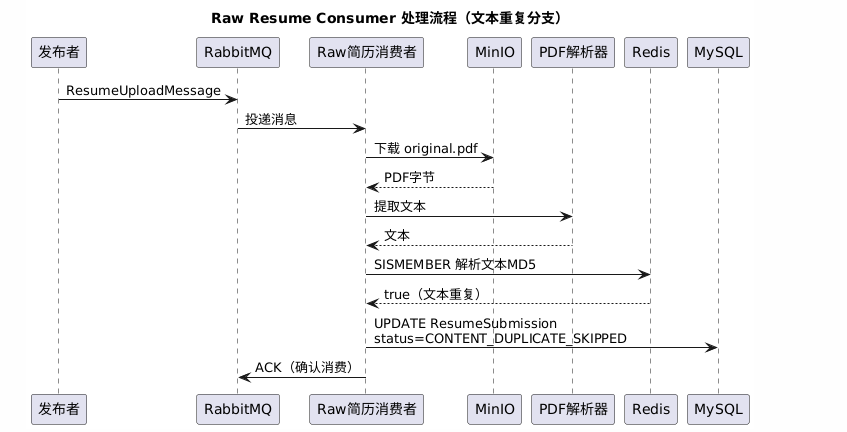 Raw Resume Consumer 处理流程（文本重复分支）
发布者 RabbitMQ Raw简历消费者 MinIO PDF解析器 Redis MySQL
ResumeUploadMessage
投递消息
下载 original.pdf
PDF字节
提取文本
文本
SISMEMBER 解析文本MD5
true（文本重复）
UPDATE ResumeSubmission
status=CONTENT_DUPLICATE_SKIPPED
ACK（确认消费）
发布者 RabbitMQ Raw简历消费者 MinIO PDF解析器 Redis MySQL